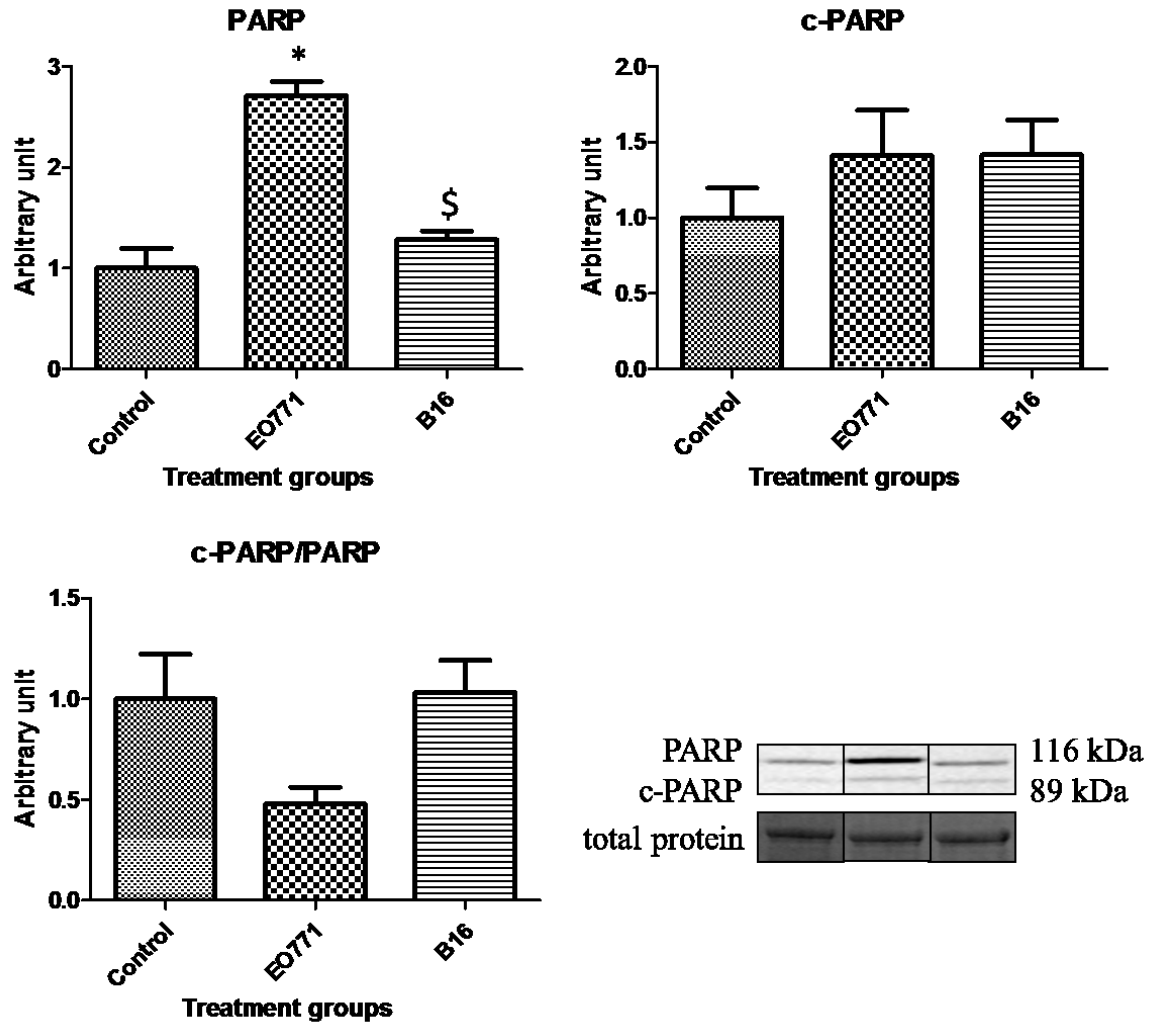 PARP
*
3
2
1
0
$
Arbitrary unit
Control
EO771
B16
Treatment groups
c-PARP
2.0
1.5
1.0
0.5
0.0
Arbitrary unit
Control
EO771
B16
Treatment groups
c-PARP/PARP
1.5
1.0
0.5
0.0
Arbitrary unit
Control
EO771
B16
Treatment groups
PARP 116 kDa
c-PARP 89 kDa
total protein